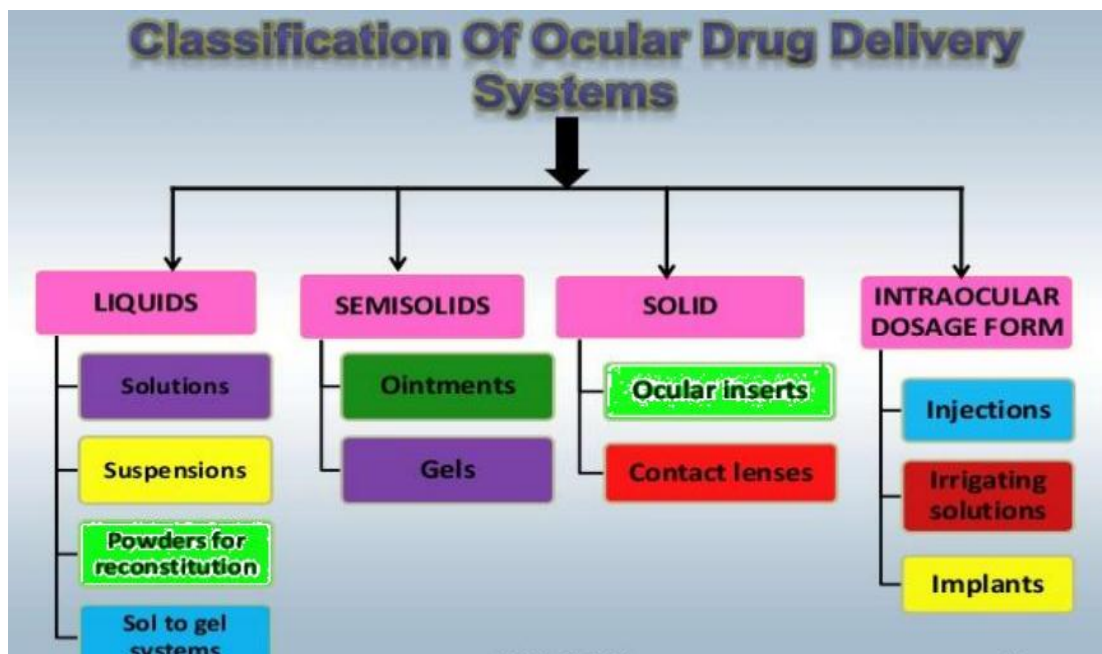 Classification Of Ocular Drug Delivery
Systems
LIQUIDS
Solutions
Suspensions
Powders for
reconstitution
Sol to gel
systems
SEMISOLIDS
Ointments
Gels
SOLID
Ocular inserts
Contact lenses
INTRAOCULAR
DOSAGE FORM
Injections
Irrigating
solutions
Implants